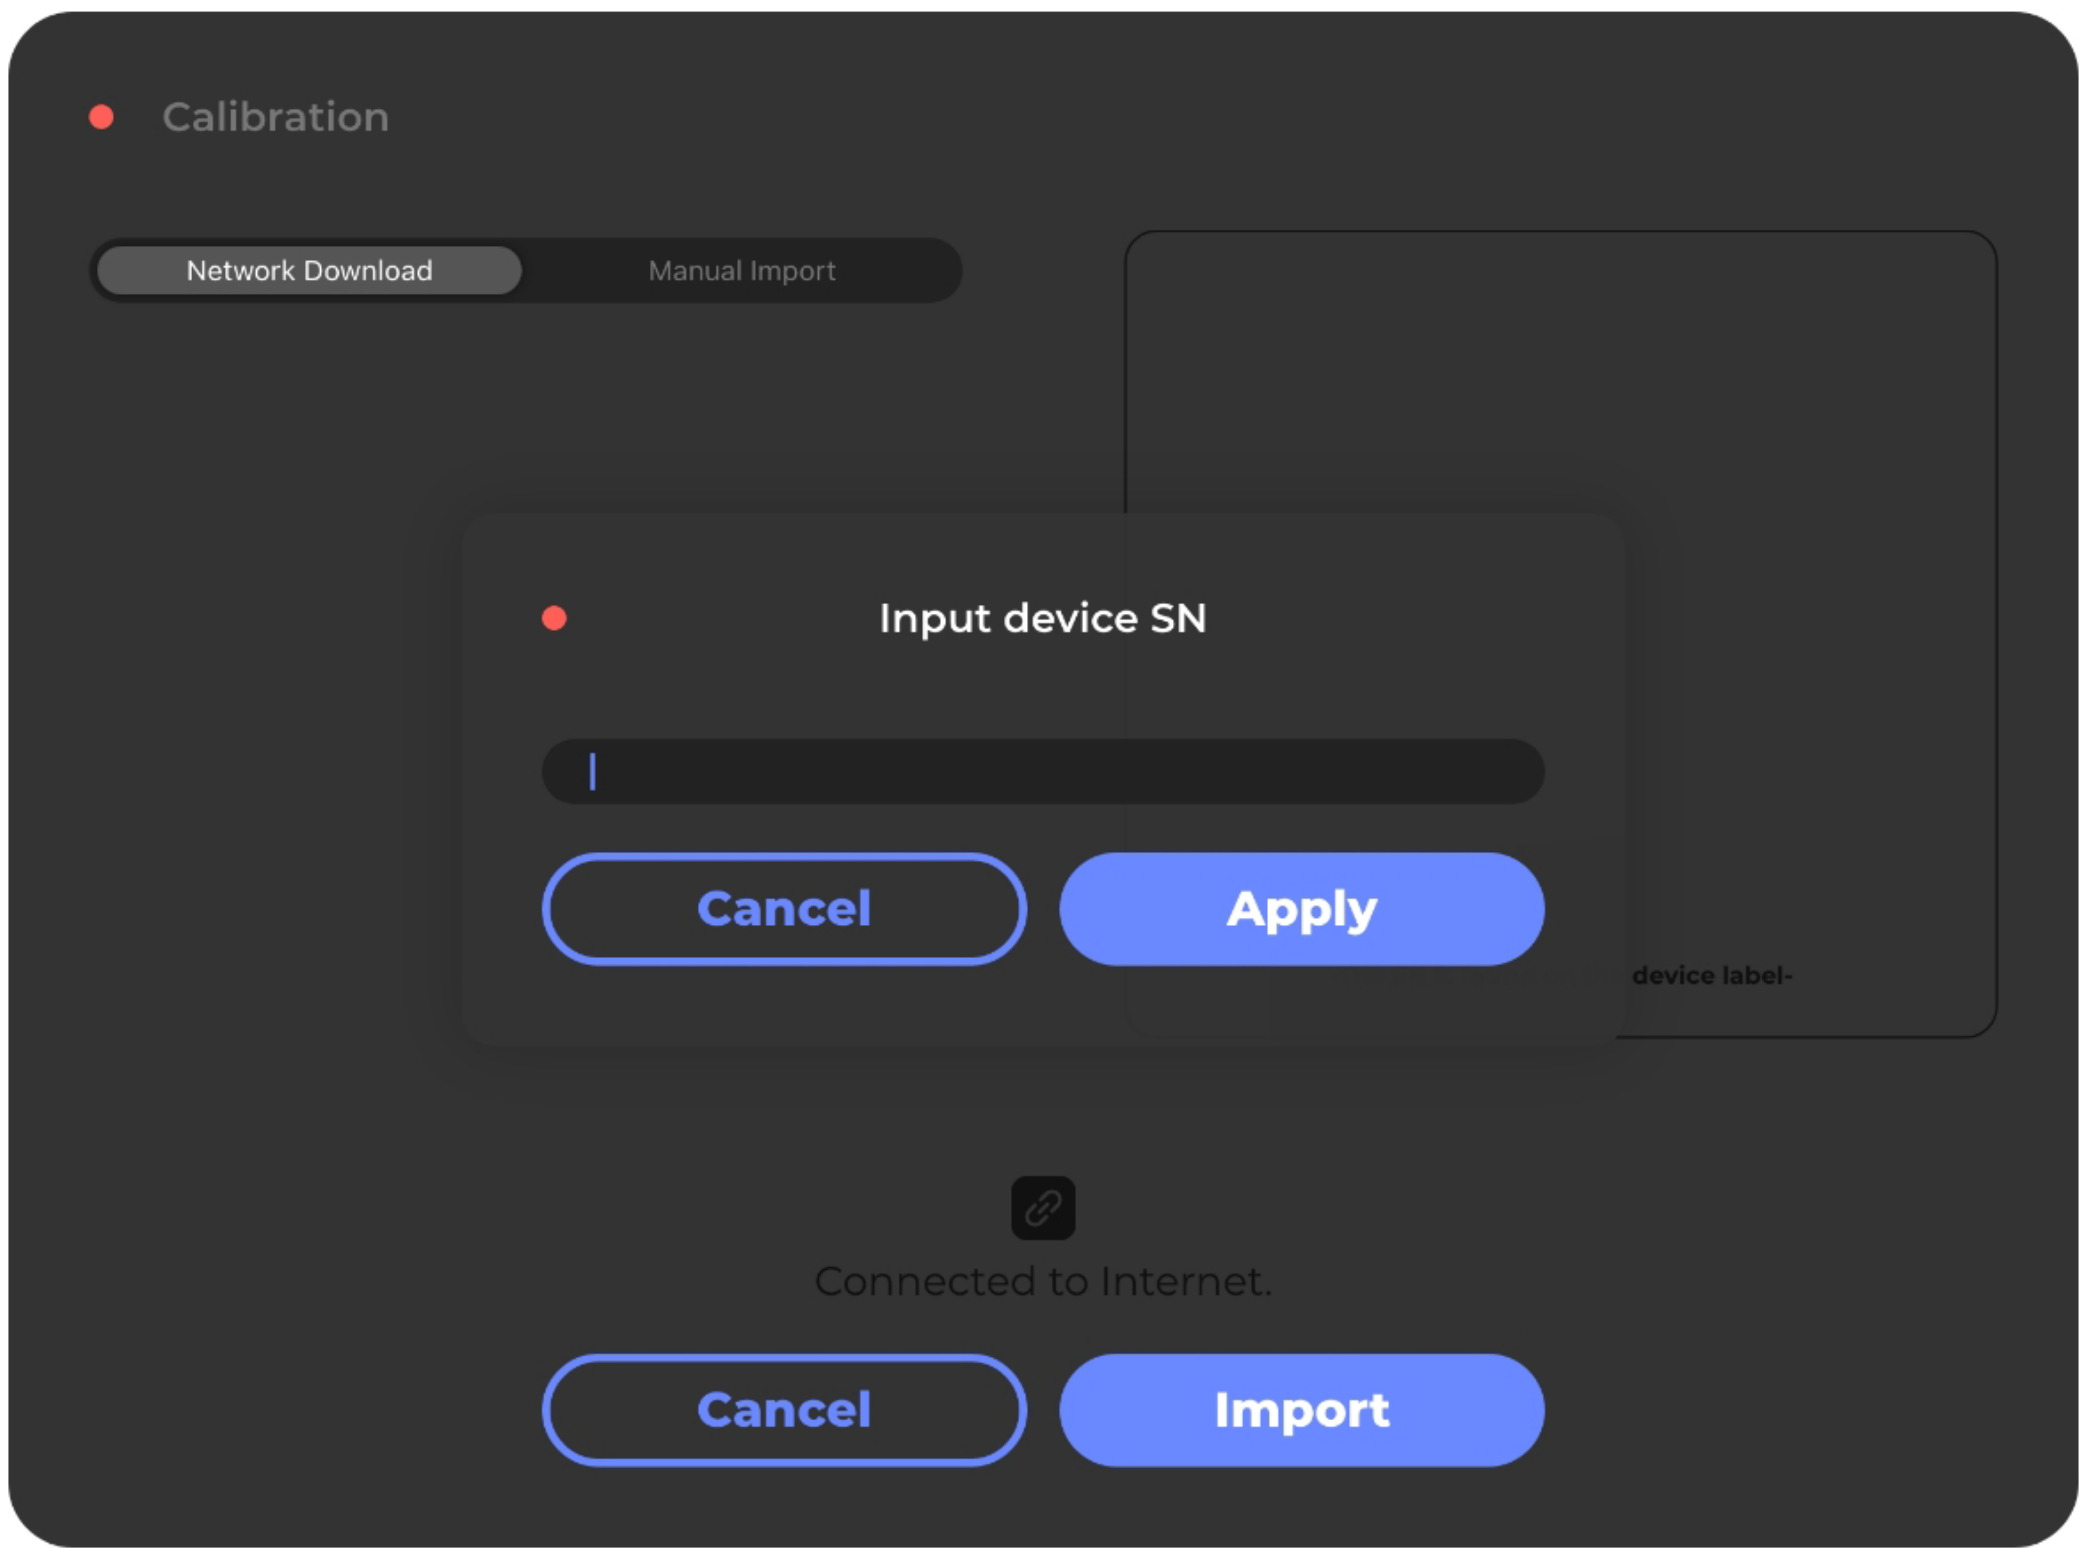 Calibration
Network Download
Manual Import
Input device SN
Cancel
Apply
device label-
Connected to Internet.
Cancel
Import